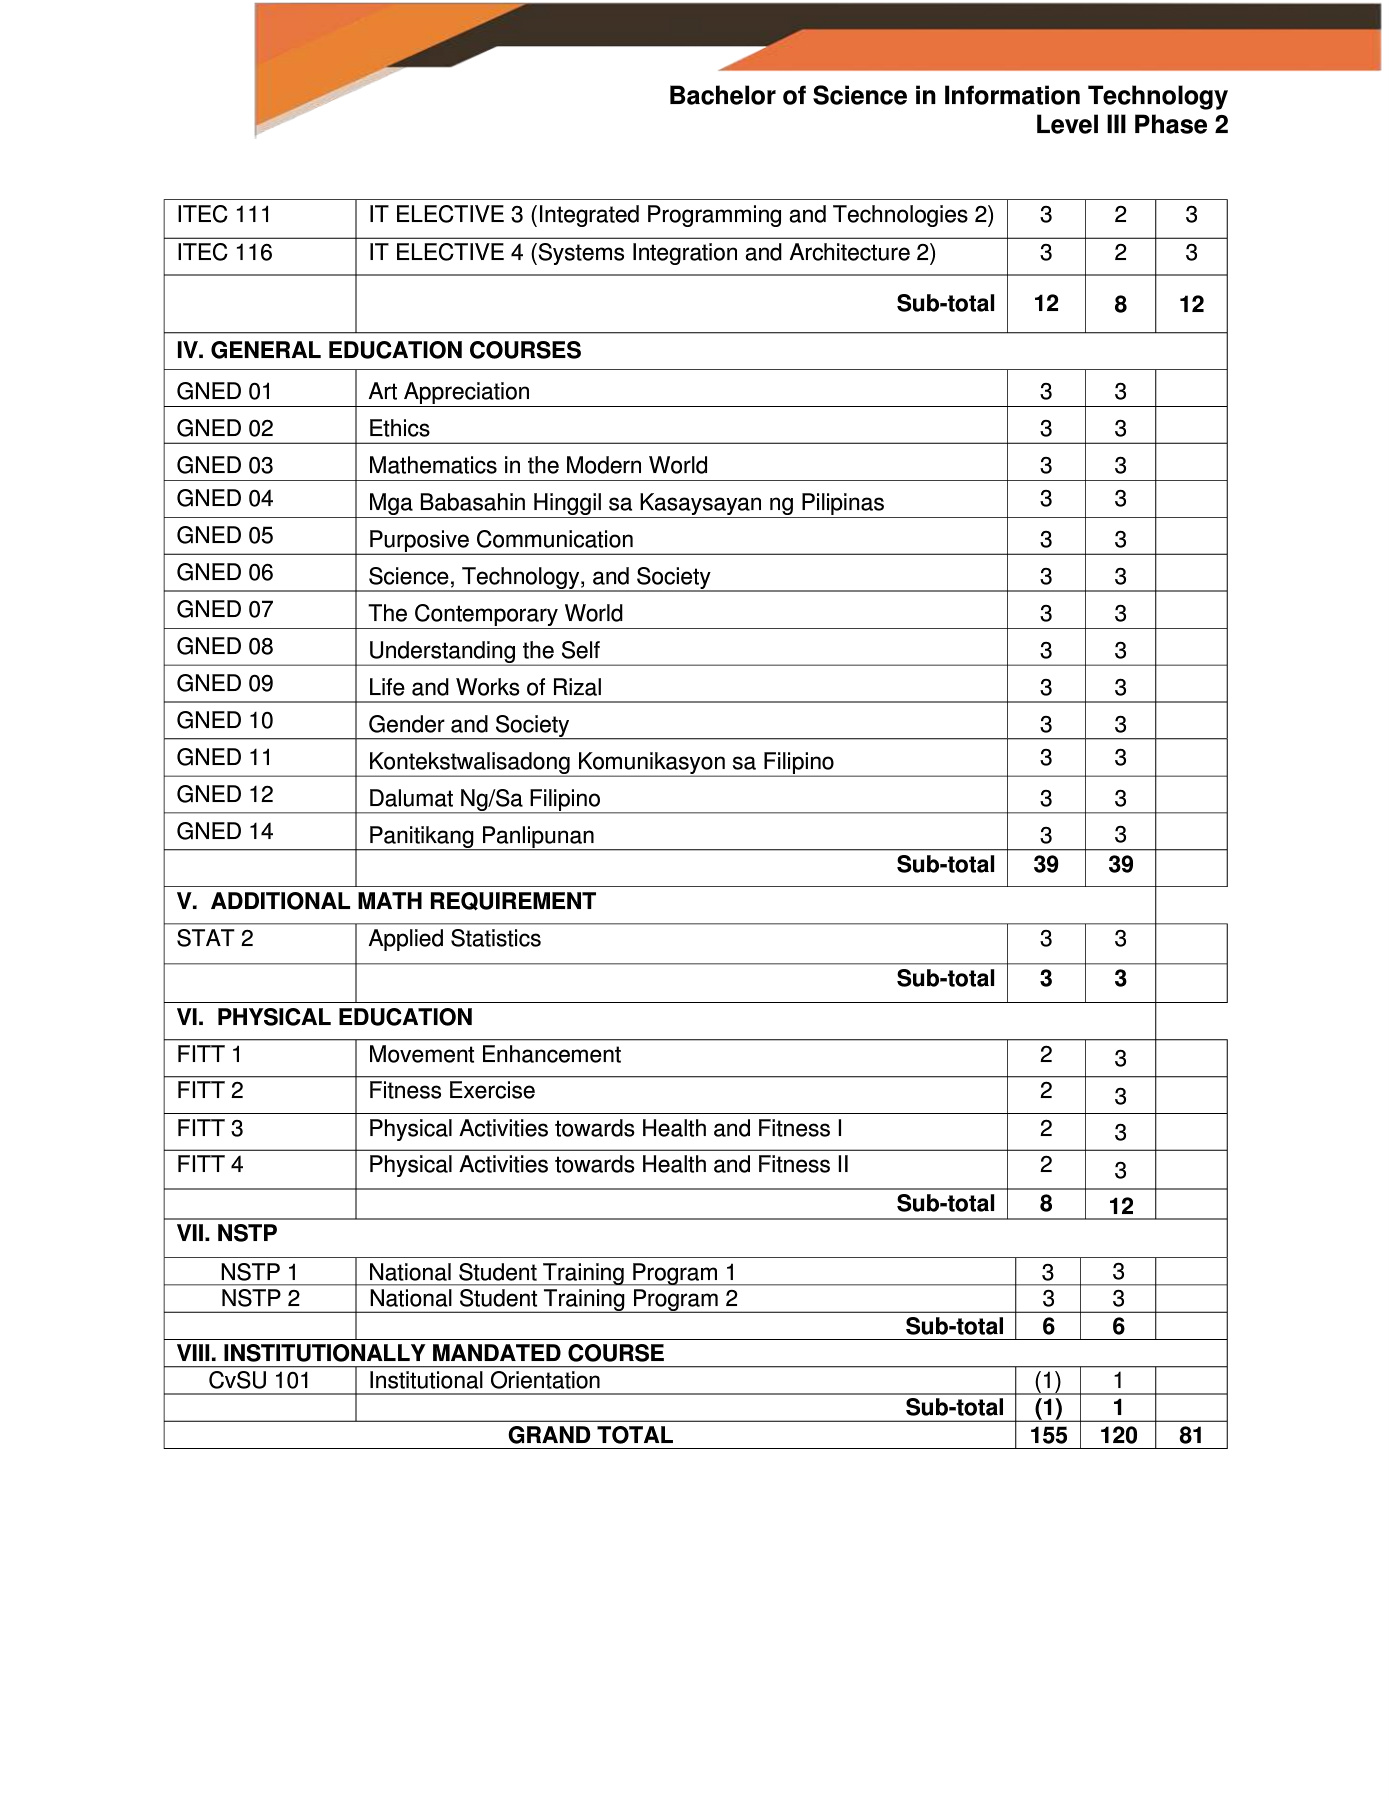 Bachelor of Science in Information Technology
Level III Phase 2
ITEC 111 IT ELECTIVE 3 (Integrated Programming and Technologies 2) 3 2 3
ITEC 116 IT ELECTIVE 4 (Systems Integration and Architecture 2) 3 2 3
Sub-total 12 8 12
IV. GENERAL EDUCATION COURSES
GNED 01 Art Appreciation 3 3
GNED 02 Ethics 3 3
GNED 03 Mathematics in the Modern World 3 3
GNED 04 Mga Babasahin Hinggil sa Kasaysayan ng Pilipinas 3 3
GNED 05 Purposive Communication 3 3
GNED 06 Science, Technology, and Society 3 3
GNED 07 The Contemporary World 3 3
GNED 08 Understanding the Self 3 3
GNED 09 Life and Works of Rizal 3 3
GNED 10 Gender and Society 3 3
GNED 11 Kontekstwalisadong Komunikasyon sa Filipino 3 3
GNED 12 Dalumat Ng/Sa Filipino 3 3
GNED 14 Panitikang Panlipunan 3 3
Sub-total 39 39
V. ADDITIONAL MATH REQUIREMENT
STAT 2 Applied Statistics 3 3
Sub-total 3 3
VI. PHYSICAL EDUCATION
FITT 1 Movement Enhancement 2 3
FITT 2 Fitness Exercise 2 3
FITT 3 Physical Activities towards Health and Fitness I 2 3
FITT 4 Physical Activities towards Health and Fitness II 2 3
Sub-total 8 12
VII. NSTP
NSTP 1 National Student Training Program 1 3 3
NSTP 2 National Student Training Program 2 3 3
Sub-total 6 6
VIII. INSTITUTIONALLY MANDATED COURSE
CvSU 101 Institutional Orientation (1) 1
Sub-total (1) 1
GRAND TOTAL 155 120 81